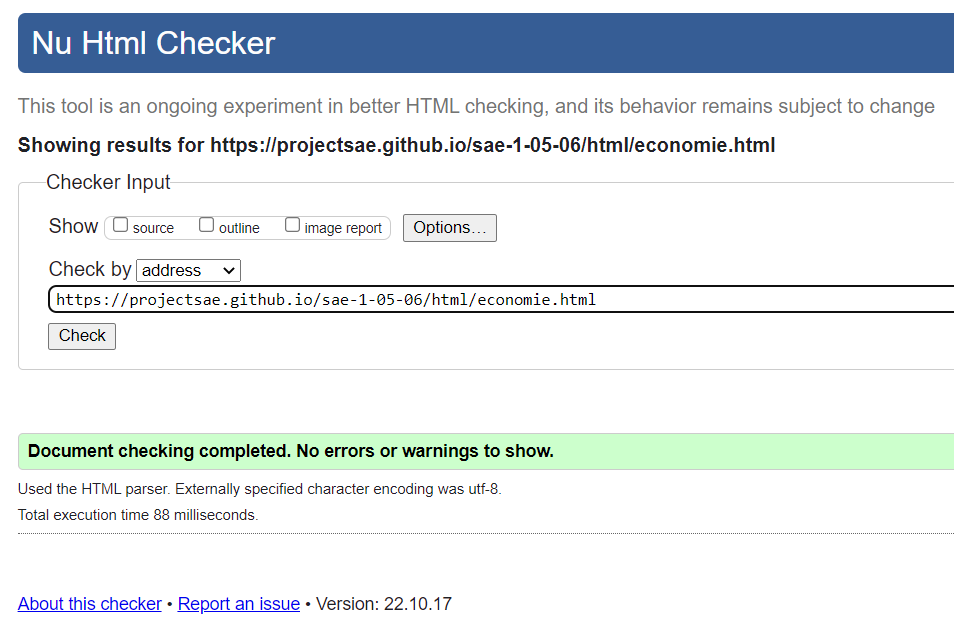 Nu Html Checker
This tool is an ongoing experiment in better HTML checking, and its behavior remains subject to change
Showing results for https://projectsae.github.io/sae-1-05-06/html/economie.html
Checker Input
Show source outline image report Options...
Check by address
https://projectsae.github.io/sae-1-05-06/html/economie.html
Check
Document checking completed. No errors or warnings to show.
Used the HTML parser. Externally specified character encoding was utf-8.
Total execution time 88 milliseconds.
About this checker • Report an issue • Version: 22.10.17